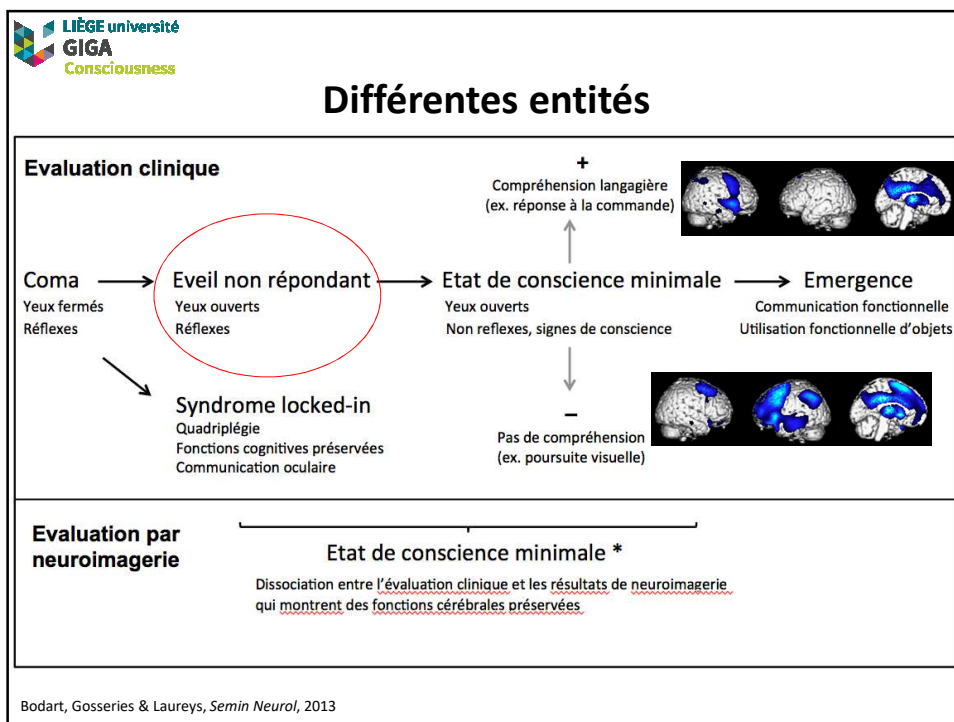 LIÈGE université
GIGA
Consciousness
Différentes entités
Evaluation clinique
+
Compréhension langagière
(ex. réponse à la commande)
Coma
Yeux fermés
Réflexes
Eveil non répondant
Yeux ouverts
Réflexes
Etat de conscience minimale
Yeux ouverts
Non reflexes, signes de conscience
Emergence
Communication fonctionnelle
Utilisation fonctionnelle d'objets
Syndrome locked-in
Quadriplégie
Fonctions cognitives préservées
Communication oculaire
–
Pas de compréhension
(ex. poursuite visuelle)
Evaluation par
neuroimagerie
Etat de conscience minimale *
Dissociation entre l'évaluation clinique et les résultats de neuroimagerie
qui montrent des fonctions cérébrales préservées
Bodart, Gosseries & Laureys, Semin Neurol, 2013